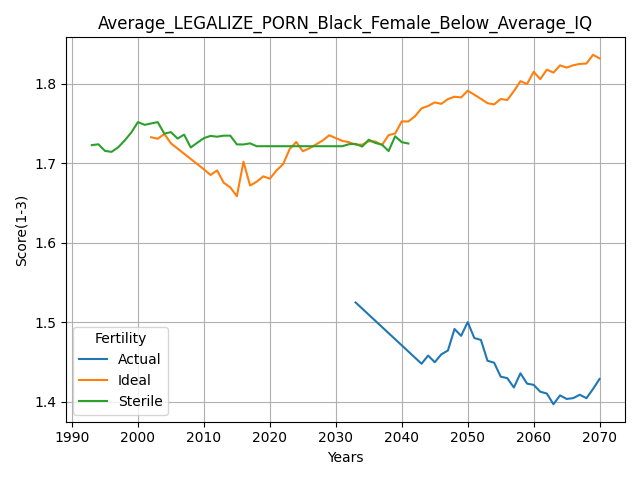 Average_LEGALIZE_PORN_Black_Female_Below_Average_IQ
Score(1-3)
1.8
1.7
1.6
1.5
1.4
Fertility
Actual
Ideal
Sterile
1990 2000 2010 2020 2030 2040 2050 2060 2070
Years